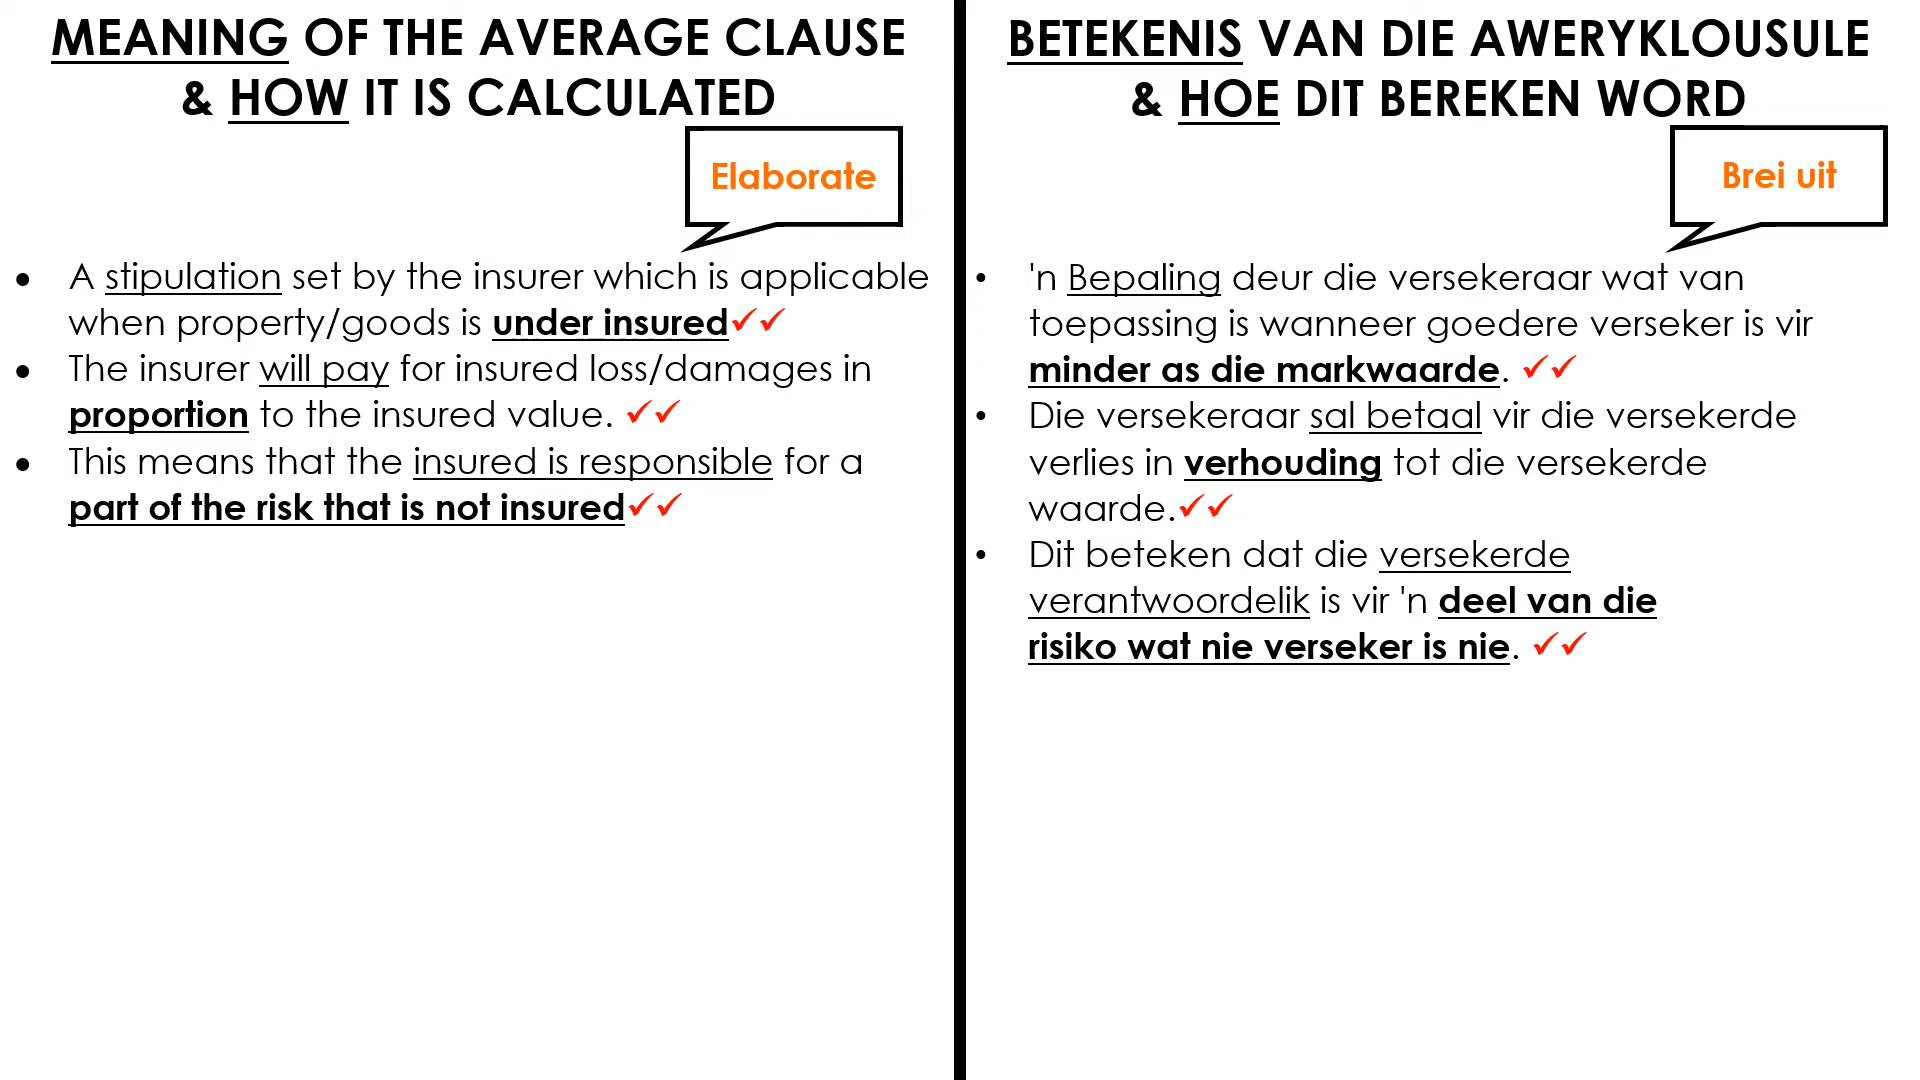 MEANING OF THE AVERAGE CLAUSE
& HOW IT IS CALCULATED
Elaborate
• A stipulation set by the insurer which is applicable
when property/goods is under insured✓✓
• The insurer will pay for insured loss/damages in
proportion to the insured value. ✓✓
• This means that the insured is responsible for a
part of the risk that is not insured✓✓
BETEKENIS VAN DIE AWERYKLOUSULE
& HOE DIT BEREKEN WORD
Brei uit
• 'n Bepaling deur die versekeraar wat van
toepassing is wanneer goedere verseker is vir
minder as die markwaarde. ✓✓
• Die versekeraar sal betaal vir die versekerde
verlies in verhouding tot die versekerde
waarde.✓✓
• Dit beteken dat die versekerde
verantwoordelik is vir 'n deel van die
risiko wat nie verseker is nie. ✓✓